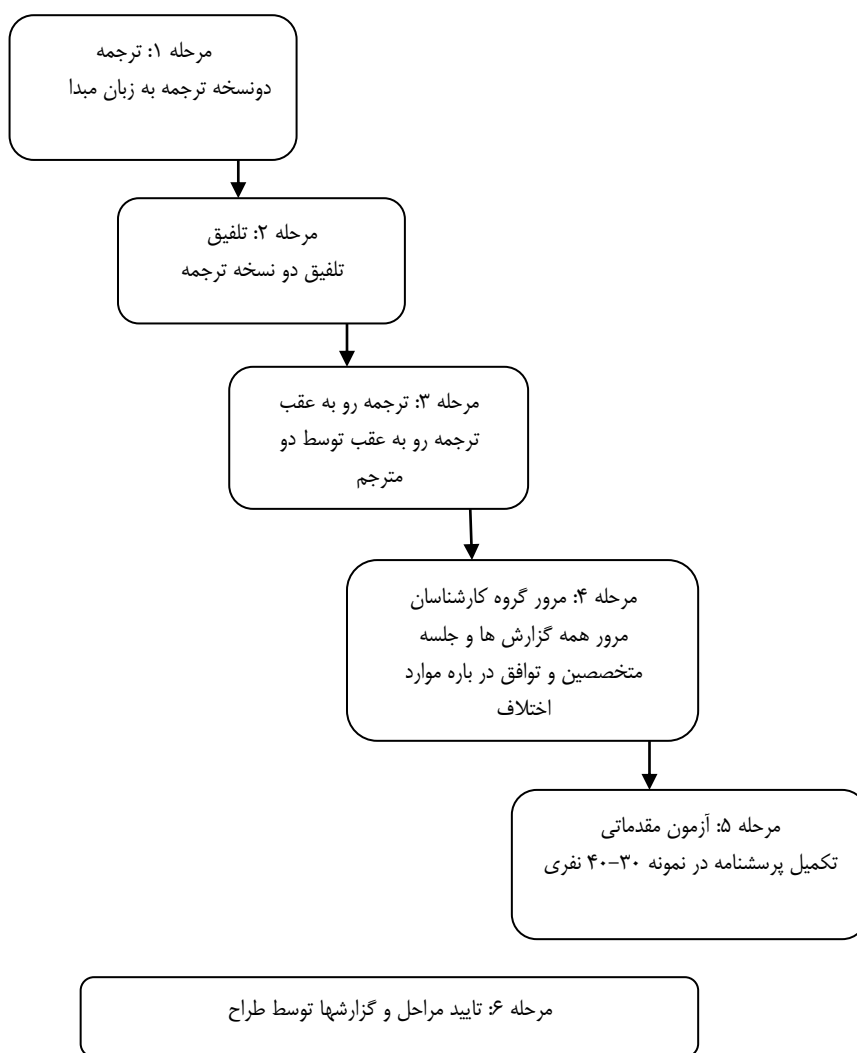 مرحله ۱: ترجمه
دونسخه ترجمه به زبان مبدا
مرحله ۲: تلفیق
تلفیق دو نسخه ترجمه
مرحله ۳: ترجمه رو به عقب
ترجمه رو به عقب توسط دو
مترجم
مرحله ۴: مرور گروه کارشناسان
مرور همه گزارش ها و جلسه
متخصصین و توافق در باره موارد
اختلاف
مرحله ۵: آزمون مقدماتی
تکمیل پرسشنامه در نمونه ۳۰-۴۰ نفری
مرحله ۶: تایید مراحل و گزارشها توسط طراح